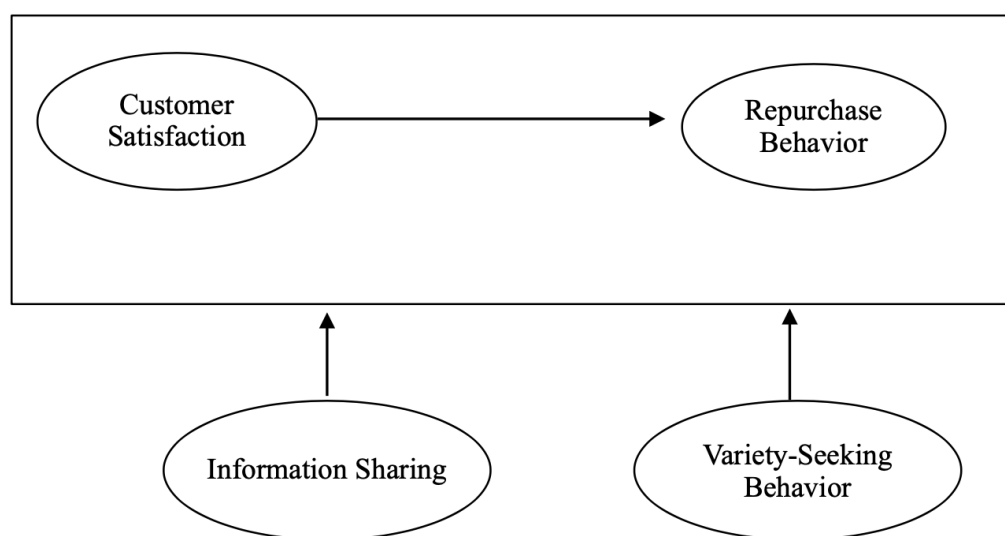 Customer
Satisfaction
Repurchase
Behavior
Information Sharing
Variety-Seeking
Behavior